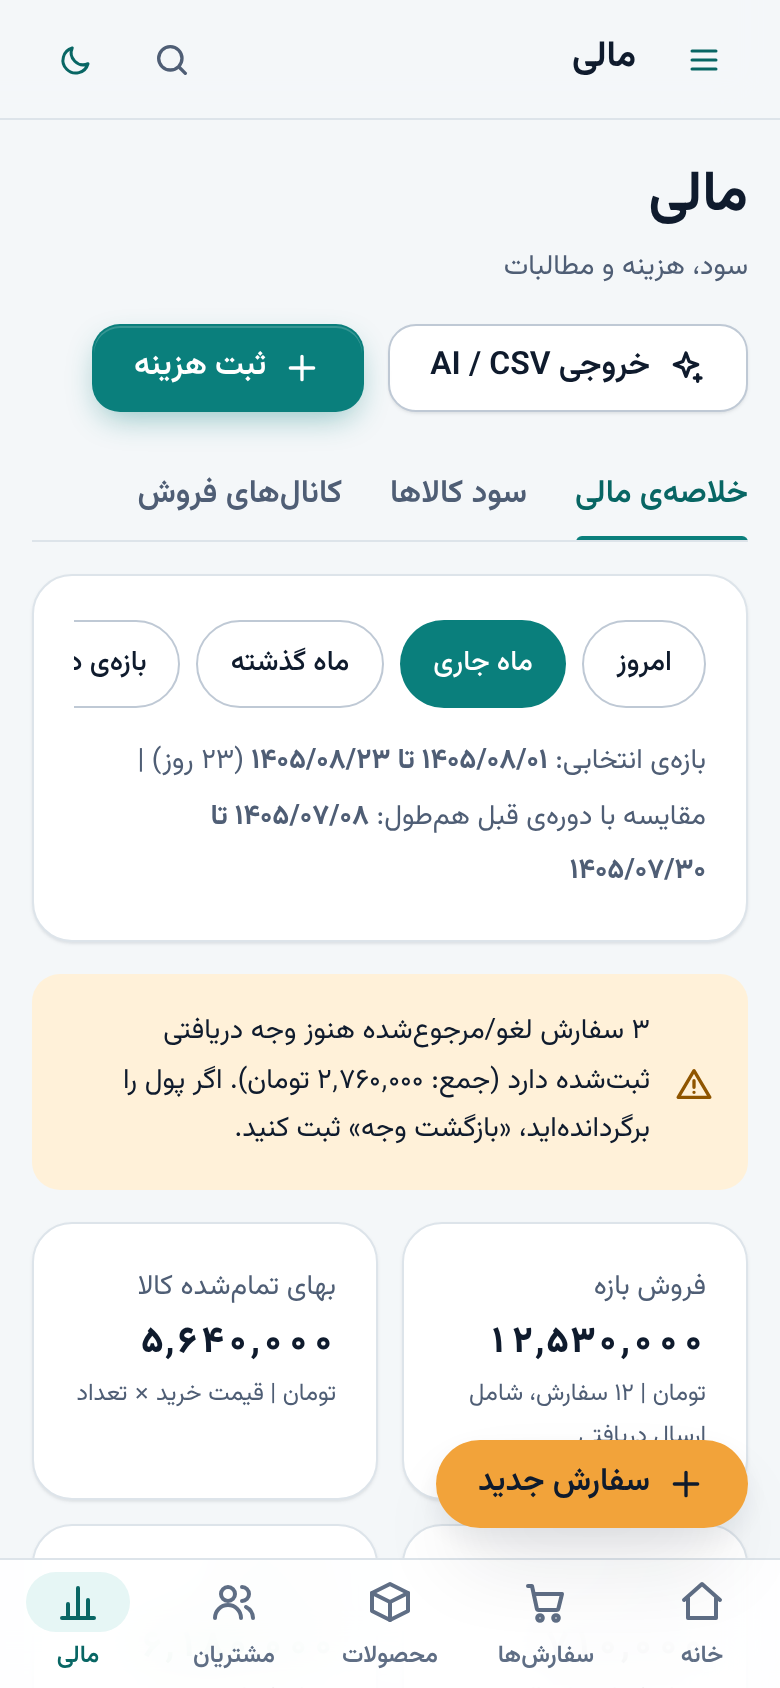 مالی
مالی
سود، هزینه و مطالبات
خروجی AI / CSV
ثبت هزینه
خلاصه‌ی مالی
سود کالاها
کانال‌های فروش
امروز
ماه جاری
ماه گذشته
بازه‌ی د
بازه‌ی انتخابی: ۱۴۰۵/۰۸/۰۱ تا ۱۴۰۵/۰۸/۲۳ (۲۳ روز) |
مقایسه با دوره‌ی قبل هم‌طول: ۱۴۰۵/۰۷/۰۸ تا
۱۴۰۵/۰۷/۳۰
۳ سفارش لغو/مرجوع‌شده هنوز وجه دریافتی
ثبت‌شده دارد (جمع: ۲,۷۶۰,۰۰۰ تومان). اگر پول را
برگردانده‌اید، «بازگشت وجه» ثبت کنید.
فروش بازه
۱۲,۵۳۰,۰۰۰
تومان | ۱۲ سفارش، شامل
ارسال دریافتی
بهای تمام‌شده کالا
۵,۶۴۰,۰۰۰
تومان | قیمت خرید × تعداد
سفارش جدید
خانه
سفارش‌ها
محصولات
مشتریان
مالی